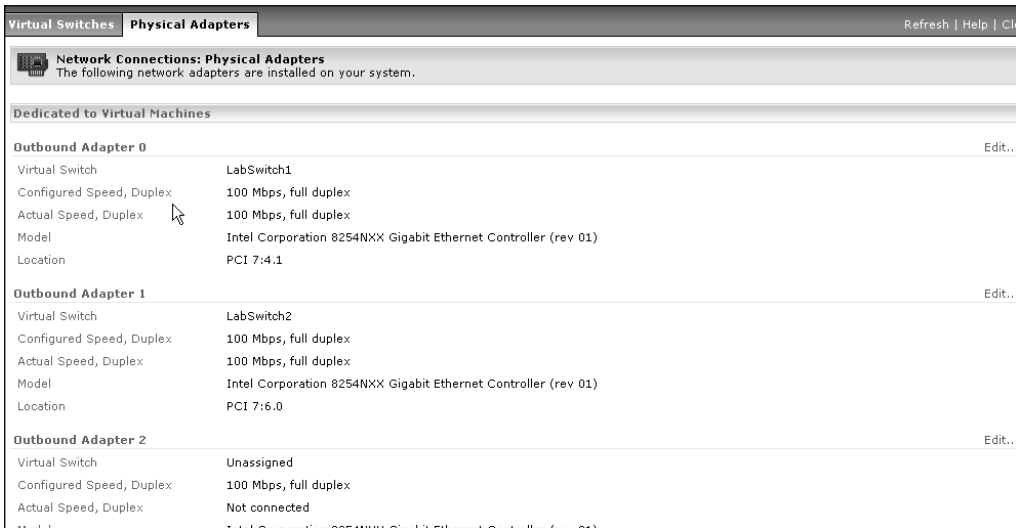 Virtual Switches Physical Adapters Refresh | Help |
Network Connections: Physical Adapters
The following network adapters are installed on your system.
Dedicated to Virtual Machines
Outbound Adapter 0 Edit..
Virtual Switch LabSwitch1
Configured Speed, Duplex 100 Mbps, full duplex
Actual Speed, Duplex 100 Mbps, full duplex
Model Intel Corporation 8254NXX Gigabit Ethernet Controller (rev 01)
Location PCI 7:4.1
Outbound Adapter 1 Edit..
Virtual Switch LabSwitch2
Configured Speed, Duplex 100 Mbps, full duplex
Actual Speed, Duplex 100 Mbps, full duplex
Model Intel Corporation 8254NXX Gigabit Ethernet Controller (rev 01)
Location PCI 7:6.0
Outbound Adapter 2 Edit..
Virtual Switch Unassigned
Configured Speed, Duplex 100 Mbps, full duplex
Actual Speed, Duplex Not connected